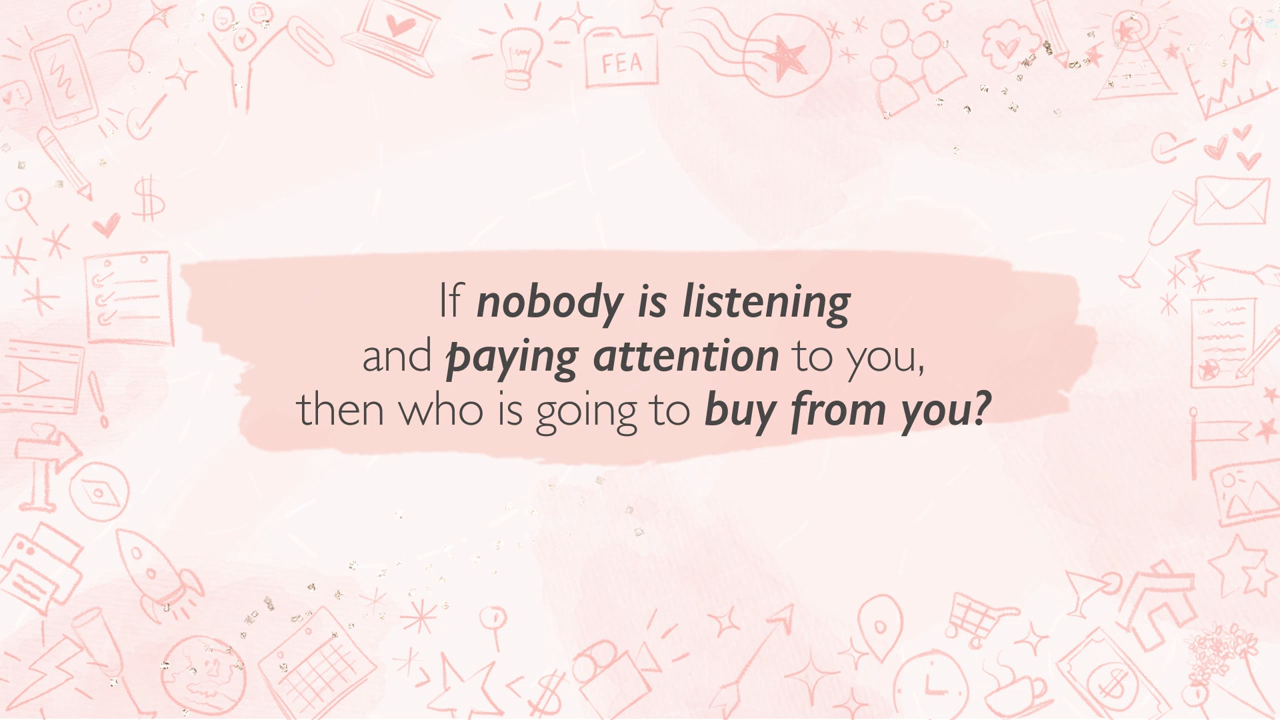 FEA
If nobody is listening
and paying attention to you,
then who is going to buy from you?